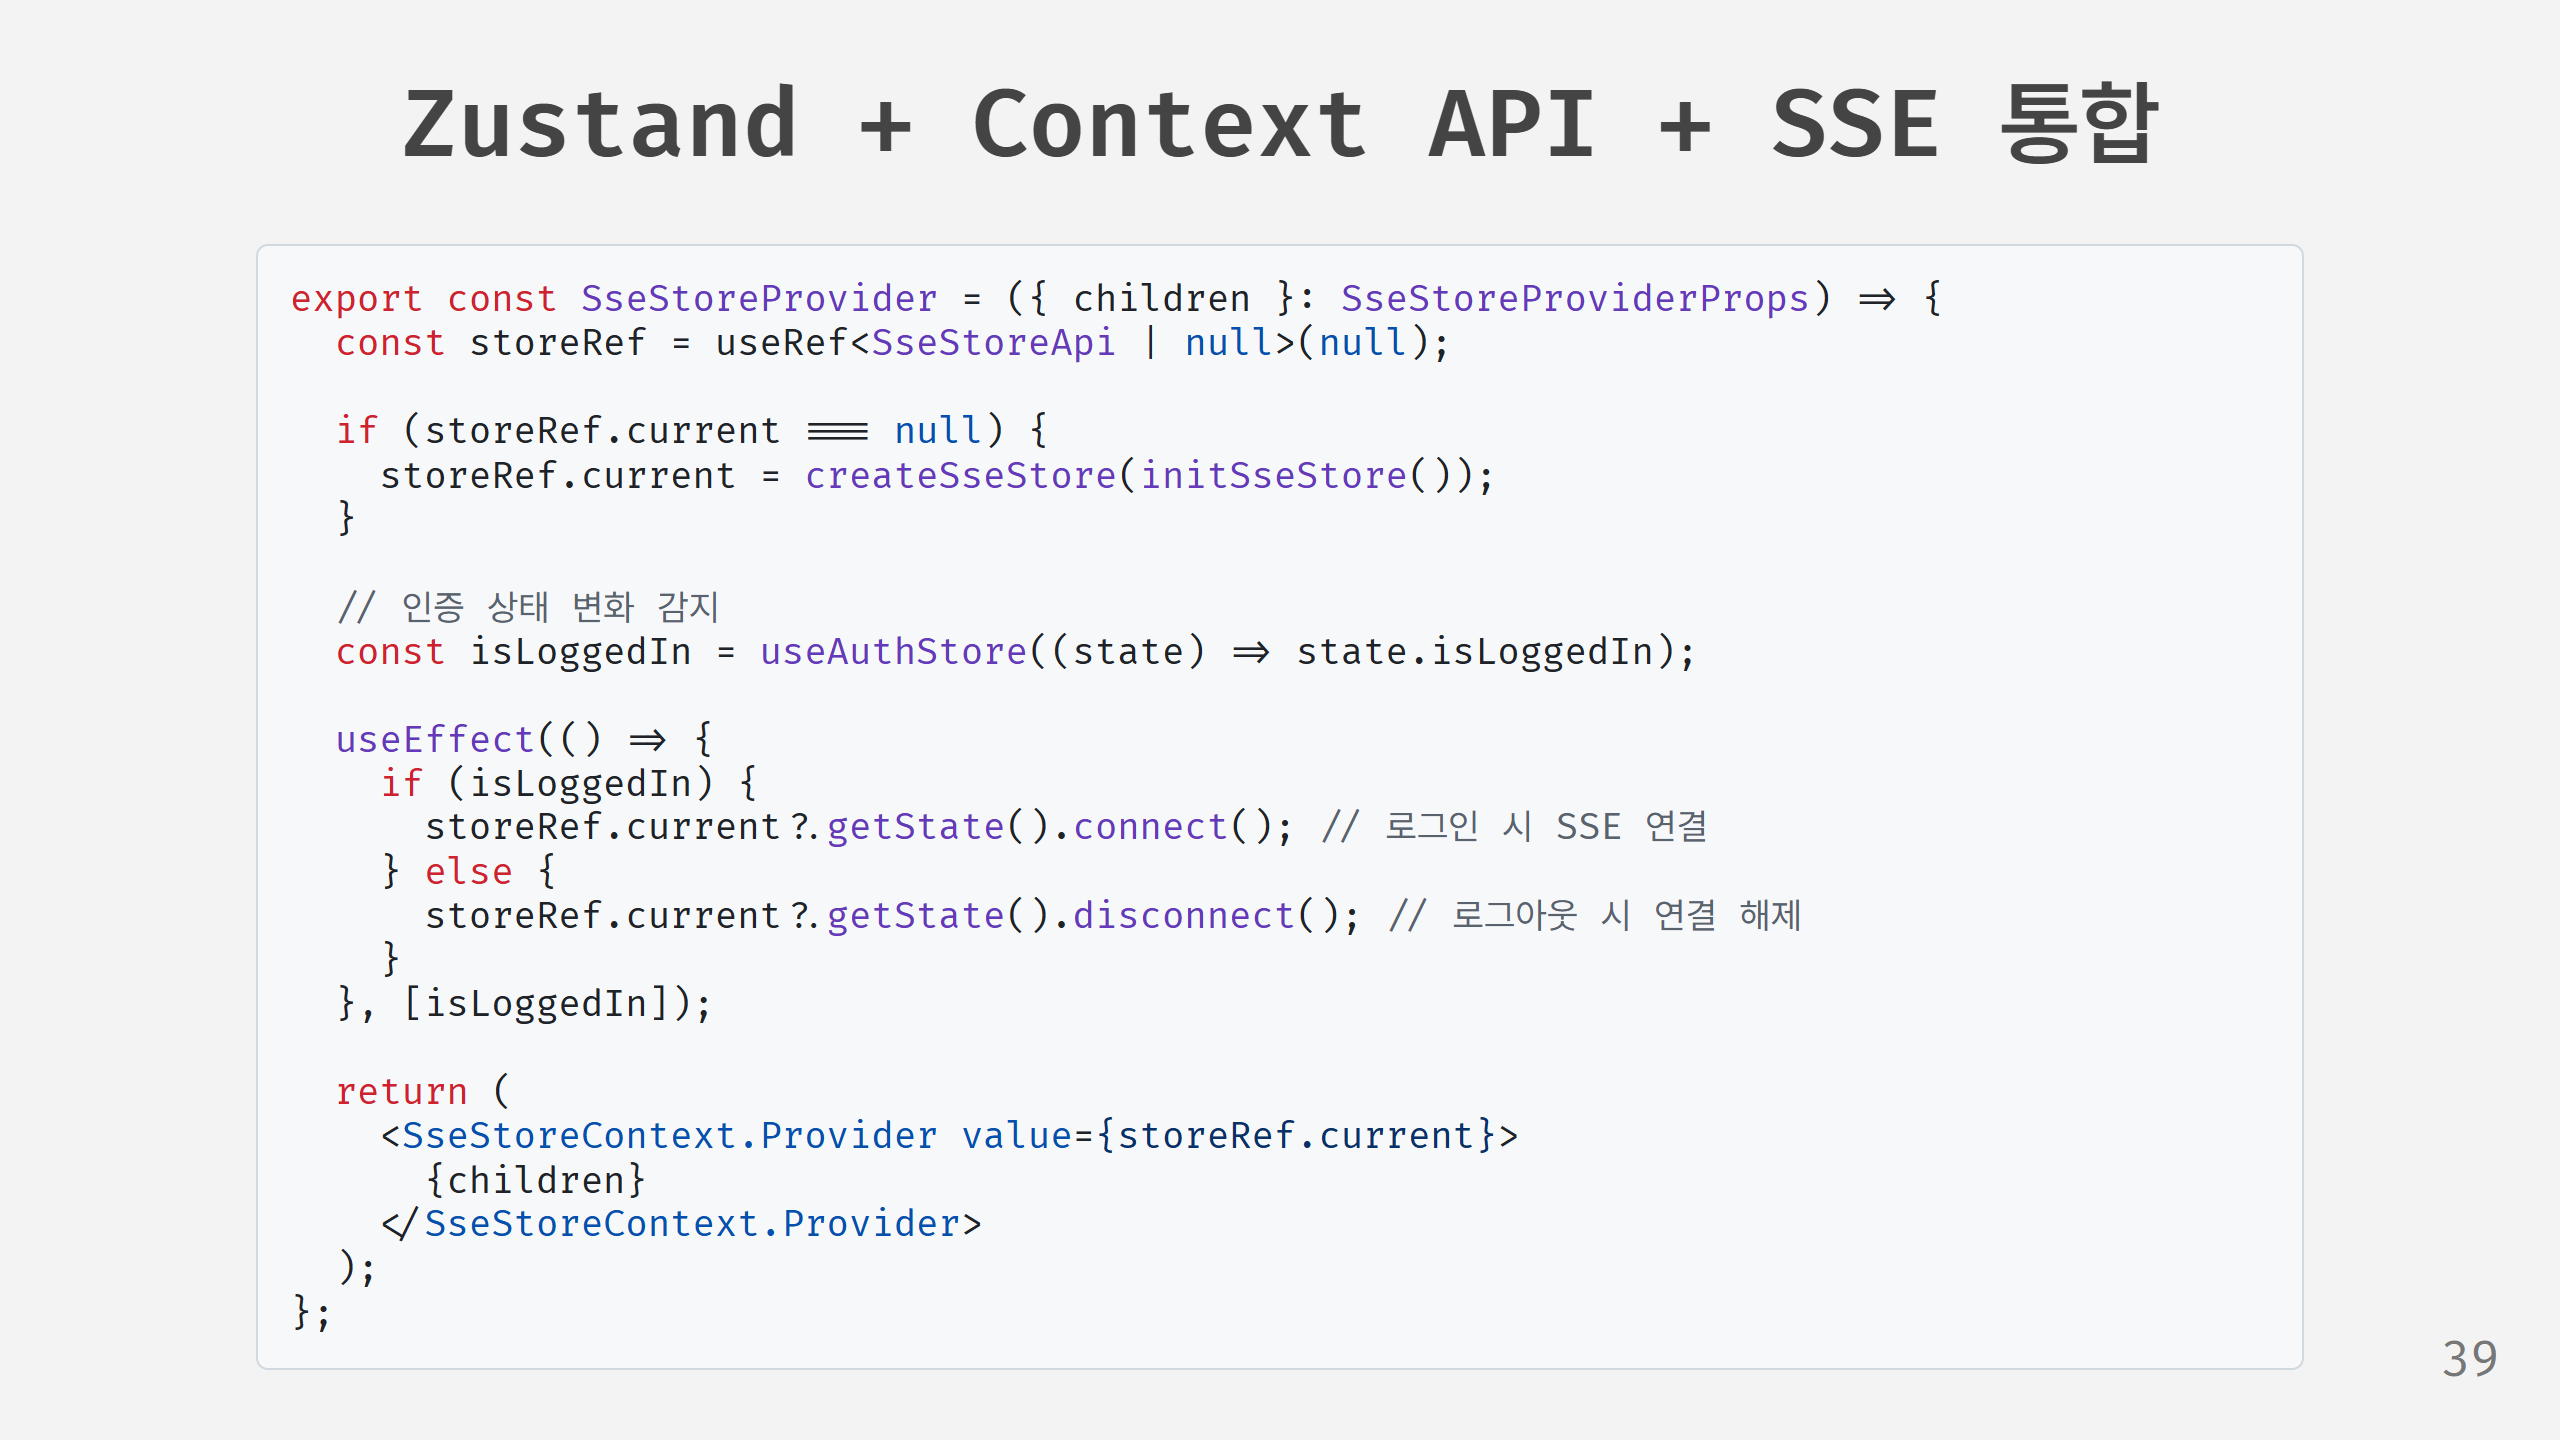 Zustand + Context API + SSE 통합
export const SseStoreProvider = ({ children }: SseStoreProviderProps) => {
  const storeRef = useRef<SseStoreApi | null>(null);
  if (storeRef.current === null) {
    storeRef.current = createSseStore(initSseStore());
  }
  // 인증 상태 변화 감지
  const isLoggedIn = useAuthStore((state) => state.isLoggedIn);
  useEffect(() => {
    if (isLoggedIn) {
      storeRef.current?.getState().connect(); // 로그인 시 SSE 연결
    } else {
      storeRef.current?.getState().disconnect(); // 로그아웃 시 연결 해제
    }
  }, [isLoggedIn]);
  return (
    <SseStoreContext.Provider value={storeRef.current}>
      {children}
    </SseStoreContext.Provider>
  );
};
39